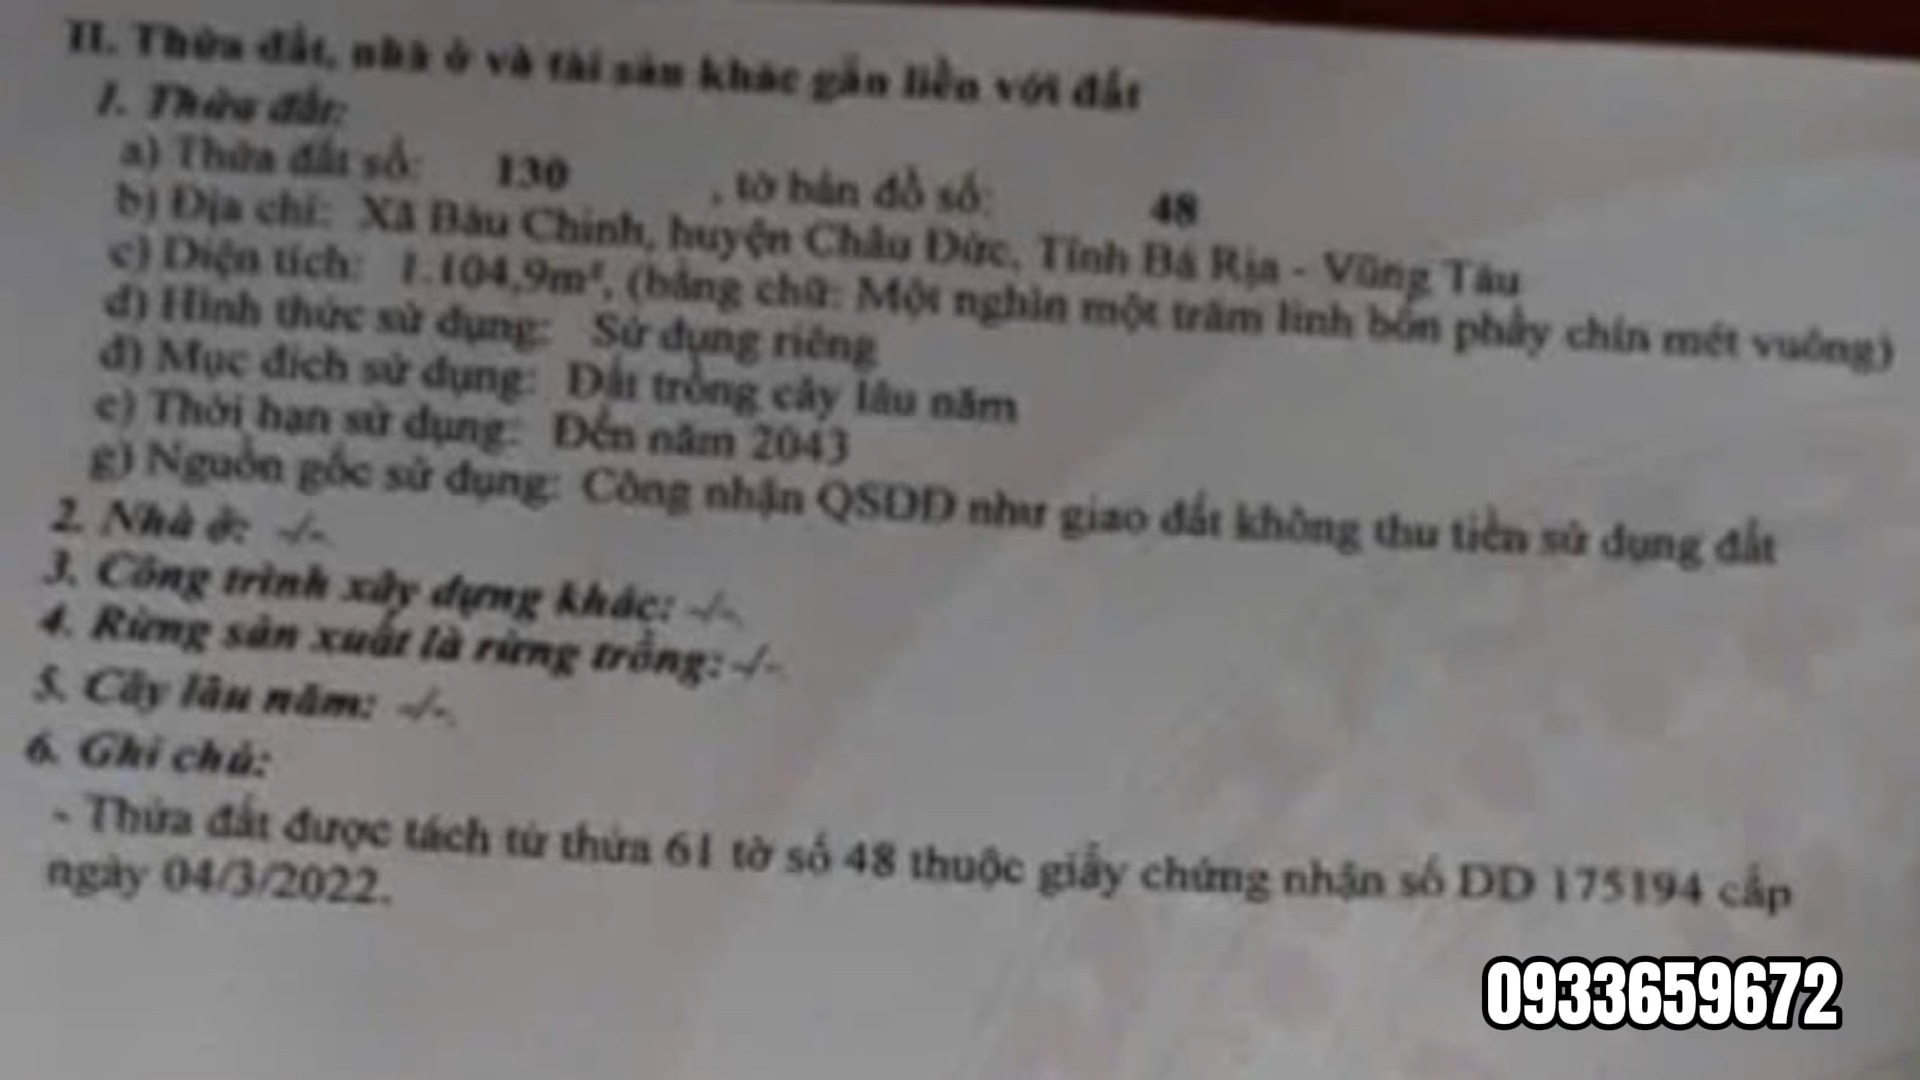 II. Thửa đất, nhà ở và tài sản khác gắn liền với đất
1. Thửa đất:
a) Thửa đất số: 130 , tờ bản đồ số: 48
b) Địa chỉ: Xã Bàu Chinh, huyện Châu Đức, Tỉnh Bà Rịa - Vũng Tàu
c) Diện tích: 1.104,9m², (bằng chữ: Một nghìn một trăm linh bốn phẩy chín mét vuông)
d) Hình thức sử dụng: Sử dụng riêng
đ) Mục đích sử dụng: Đất trồng cây lâu năm
e) Thời hạn sử dụng: Đến năm 2043
g) Nguồn gốc sử dụng: Công nhận QSDĐ như giao đất không thu tiền sử dụng đất
2. Nhà ở: -/-.
3. Công trình xây dựng khác: -/-.
4. Rừng sản xuất là rừng trồng: -/-.
5. Cây lâu năm: -/-.
6. Ghi chú:
- Thửa đất được tách từ thửa 61 tờ số 48 thuộc giấy chứng nhận số DD 175194 cấp
ngày 04/3/2022.
0933659672